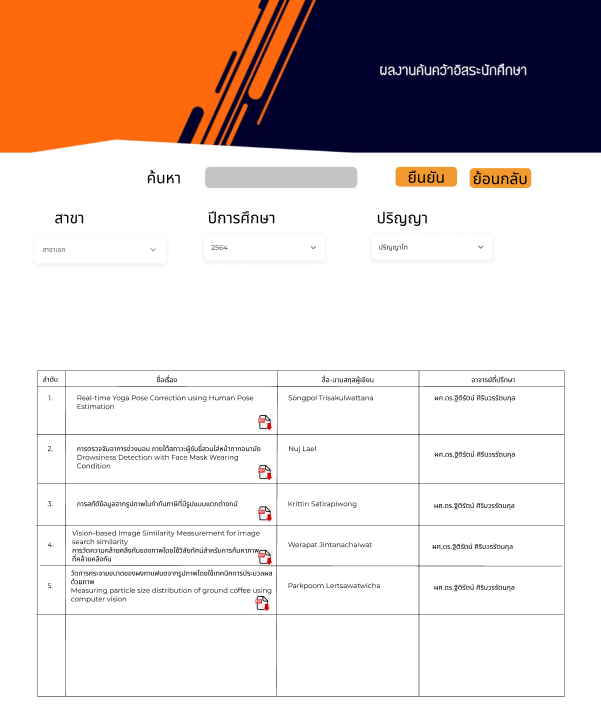 ผลงานค้นคว้าอิสระนักศึกษา
ค้นหา
ยืนยัน
ย้อนกลับ
สาขา
ปีการศึกษา
ปริญญา
สาขาเอก
2564
ปริญญาโท
ลำดับ
ชื่อเรื่อง
ชื่อ-นามสกุลผู้เขียน
อาจารย์ที่ปรึกษา
1.
Real-time Yoga Pose Correction using Human Pose
Estimation
Songpol Trisakulwattana
ผศ.ดร.ฐิติรัตน์ ศิริบวรรัตนกุล
2.
การตรวจจับอาการง่วงนอน ภายใต้สภาวะผู้ขับขี่สวมใส่หน้ากากอนามัย
Drowsiness Detection with Face Mask Wearing
Condition
Nuj Lael
ผศ.ดร.ฐิติรัตน์ ศิริบวรรัตนกุล
3.
การสกัดข้อมูลจากรูปภาพใบกำกับภาษีที่มีรูปแบบแตกต่างกัน
Krittin Satirapiwong
ผศ.ดร.ฐิติรัตน์ ศิริบวรรัตนกุล
4.
Vision-based Image Similarity Measurement for image
search similarity
การวัดความคล้ายคลึงกันของภาพโดยใช้วิสัยทัศน์สำหรับการค้นหาภาพ
ที่คล้ายคลึงกัน
Werapat Jintanachaiwat
ผศ.ดร.ฐิติรัตน์ ศิริบวรรัตนกุล
5.
วัดการกระจายขนาดของผงกาแฟบดจากรูปภาพโดยใช้เทคนิคการประมวลผล
ด้วยภาพ
Measuring particle size distribution of ground coffee using
computer vision
Parkpoom Lertsawatwicha
ผศ.ดร.ฐิติรัตน์ ศิริบวรรัตนกุล